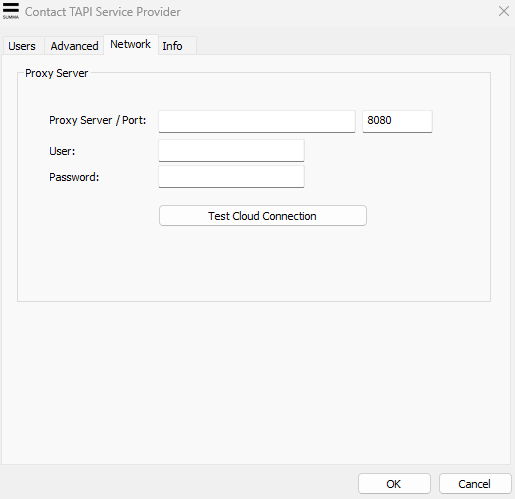 Contact TAPI Service Provider
SUMMA
Users Advanced Network Info
Proxy Server
Proxy Server / Port: 8080
User:
Password:
Test Cloud Connection
OK Cancel